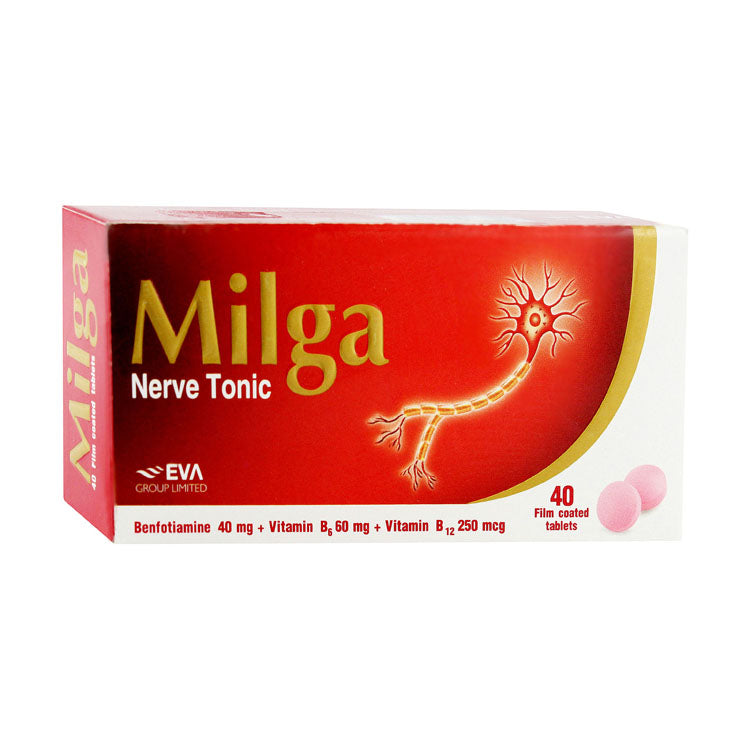 Milga
Nerve Tonic
EVA
GROUP LIMITED
Benfotiamine 40 mg + Vitamin B6 60 mg + Vitamin B12 250 mcg
40
Film coated
tablets
Milga
40 Film coated tablets